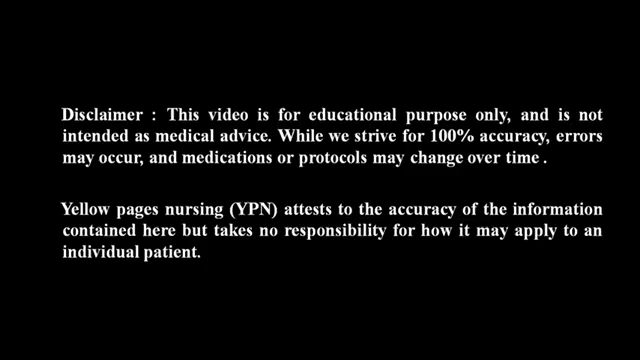 Disclaimer : This video is for educational purpose only, and is not
intended as medical advice. While we strive for 100% accuracy, errors
may occur, and medications or protocols may change over time .
Yellow pages nursing (YPN) attests to the accuracy of the information
contained here but takes no responsibility for how it may apply to an
individual patient.